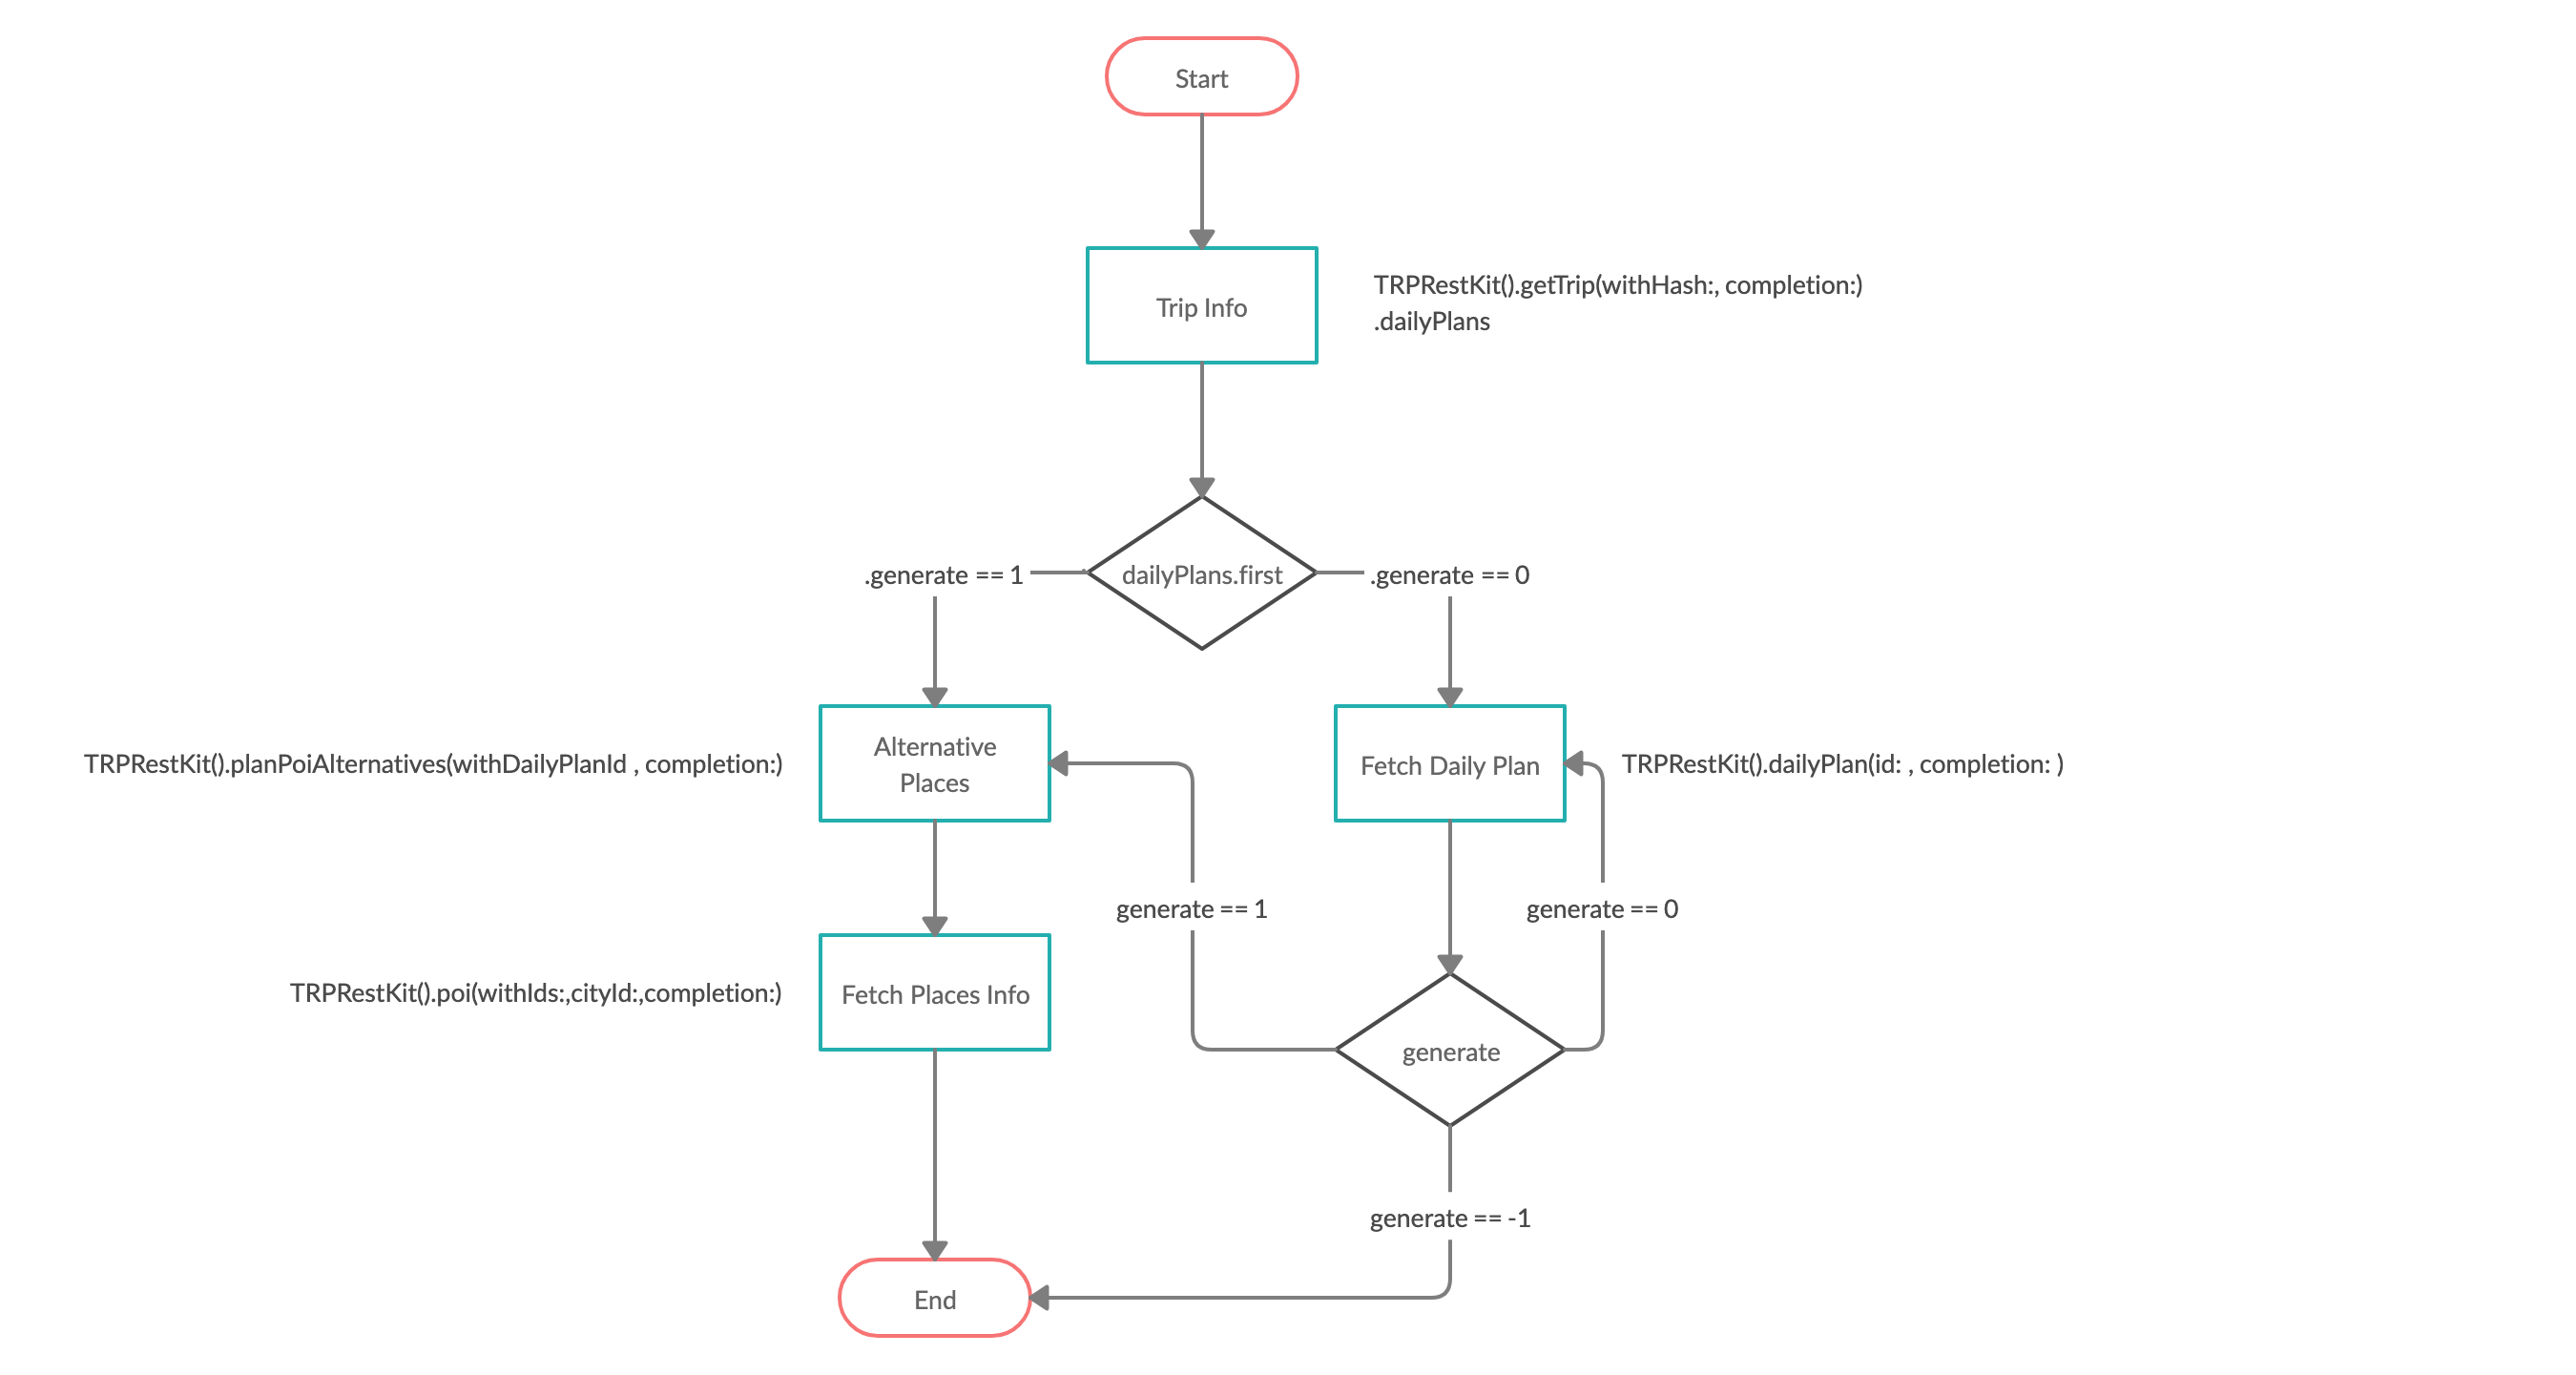 Start
Trip Info
TRPRestKit().getTrip(withHash:, completion:)
.dailyPlans
.generate == 1
dailyPlans.first
.generate == 0
TRPRestKit().planPoiAlternatives(withDailyPlanId , completion:)
Alternative
Places
Fetch Daily Plan
TRPRestKit().dailyPlan(id: , completion: )
generate == 1
generate == 0
TRPRestKit().poi(withIds:,cityId:,completion:)
Fetch Places Info
generate
generate == -1
End